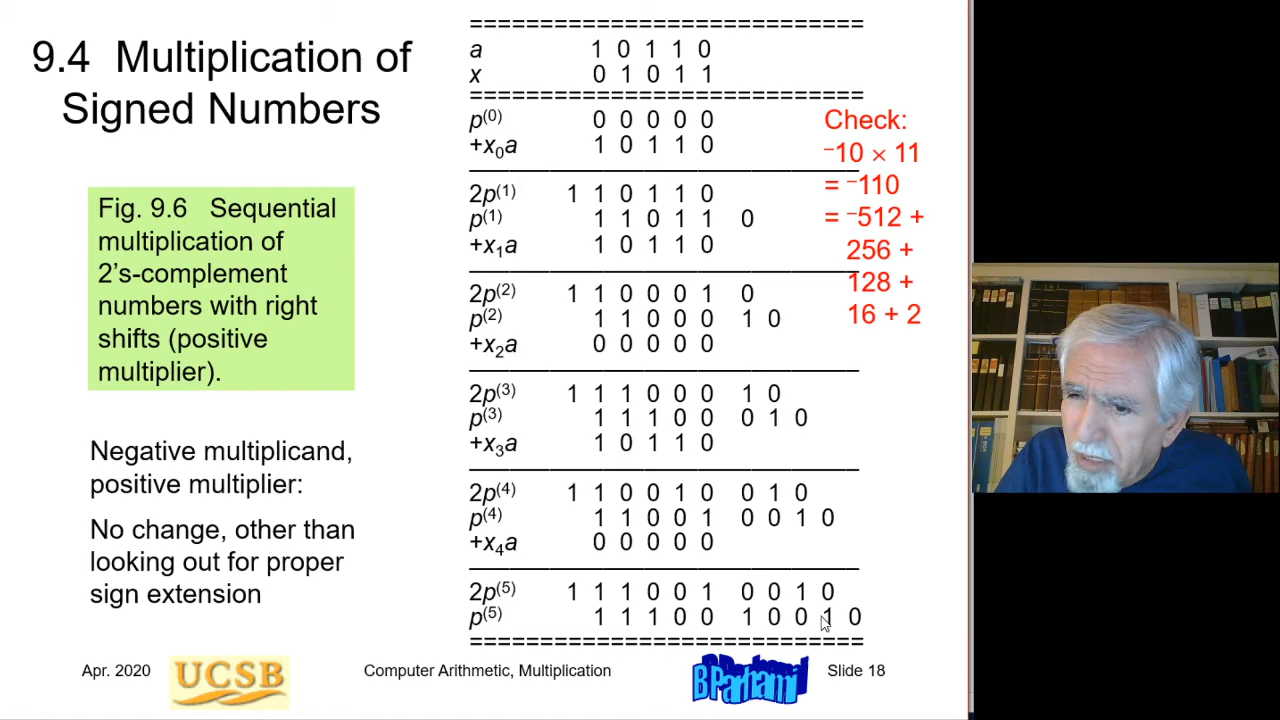 9.4 Multiplication of
Signed Numbers
Fig. 9.6 Sequential
multiplication of
2's-complement
numbers with right
shifts (positive
multiplier).
Negative multiplicand,
positive multiplier:
No change, other than
looking out for proper
sign extension
============================
a 1 0 1 1 0
x 0 1 0 1 1
============================
p(0) 0 0 0 0 0
+x0a 1 0 1 1 0
2p(1) 1 1 0 1 1 0
p(1) 1 1 0 1 1 0
+x1a 1 0 1 1 0
2p(2) 1 1 0 0 0 1 0
p(2) 1 1 0 0 0 1 0
+x2a 0 0 0 0 0
2p(3) 1 1 1 0 0 0 1 0
p(3) 1 1 1 0 0 0 1 0
+x3a 1 0 1 1 0
2p(4) 1 1 0 0 1 0 0 1 0
p(4) 1 1 0 0 1 0 0 1 0
+x4a 0 0 0 0 0
2p(5) 1 1 1 0 0 1 0 0 1 0
p(5) 1 1 1 0 0 1 0 0 1 0
============================
Check:
−10 × 11
= −110
= −512 +
256 +
128 +
16 + 2
Apr. 2020
UCSB
Computer Arithmetic, Multiplication
B Parhami
Slide 18